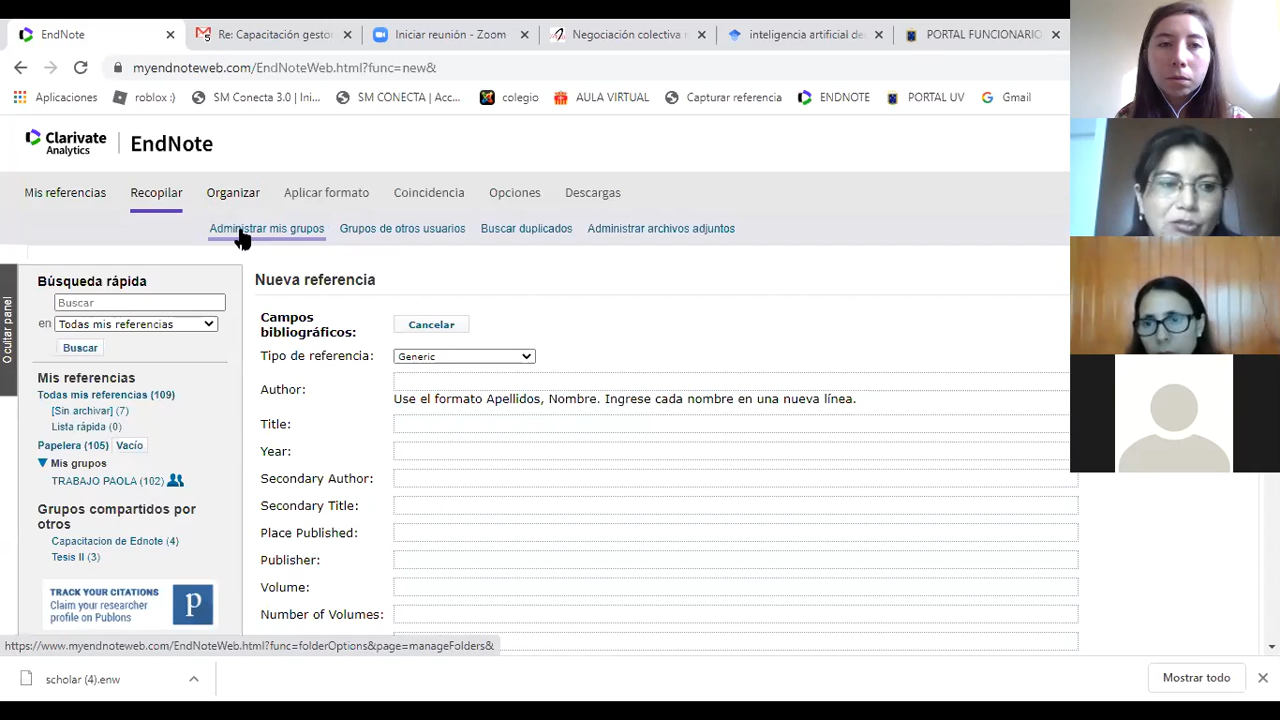 EndNote
Re: Capacitación gesto
Iniciar reunión - Zoom
Negociación colectiva n
inteligencia artificial de
PORTAL FUNCIONARIO
myendnoteweb.com/EndNoteWeb.html?func=new&
Aplicaciones
roblox :)
SM Conecta 3.0 | Ini...
SM CONECTA | Acc...
colegio
AULA VIRTUAL
Capturar referencia
ENDNOTE
PORTAL UV
Gmail
Clarivate
Analytics
EndNote
Mis referencias
Recopilar
Organizar
Aplicar formato
Coincidencia
Opciones
Descargas
Administrar mis grupos
Grupos de otros usuarios
Buscar duplicados
Administrar archivos adjuntos
Ocultar panel
Búsqueda rápida
Buscar
en Todas mis referencias
Buscar
Mis referencias
Todas mis referencias (109)
[Sin archivar] (7)
Lista rápida (0)
Papelera (105) Vacío
Mis grupos
TRABAJO PAOLA (102)
Grupos compartidos por
otros
Capacitacion de Ednote (4)
Tesis II (3)
TRACK YOUR CITATIONS
Claim your researcher
profile on Publons
p
Nueva referencia
Campos
bibliográficos:
Cancelar
Tipo de referencia: Generic
Author:
Use el formato Apellidos, Nombre. Ingrese cada nombre en una nueva línea.
Title:
Year:
Secondary Author:
Secondary Title:
Place Published:
Publisher:
Volume:
Number of Volumes:
https://www.myendnoteweb.com/EndNoteWeb.html?func=folderOptions&page=manageFolders&
scholar (4).enw
Mostrar todo